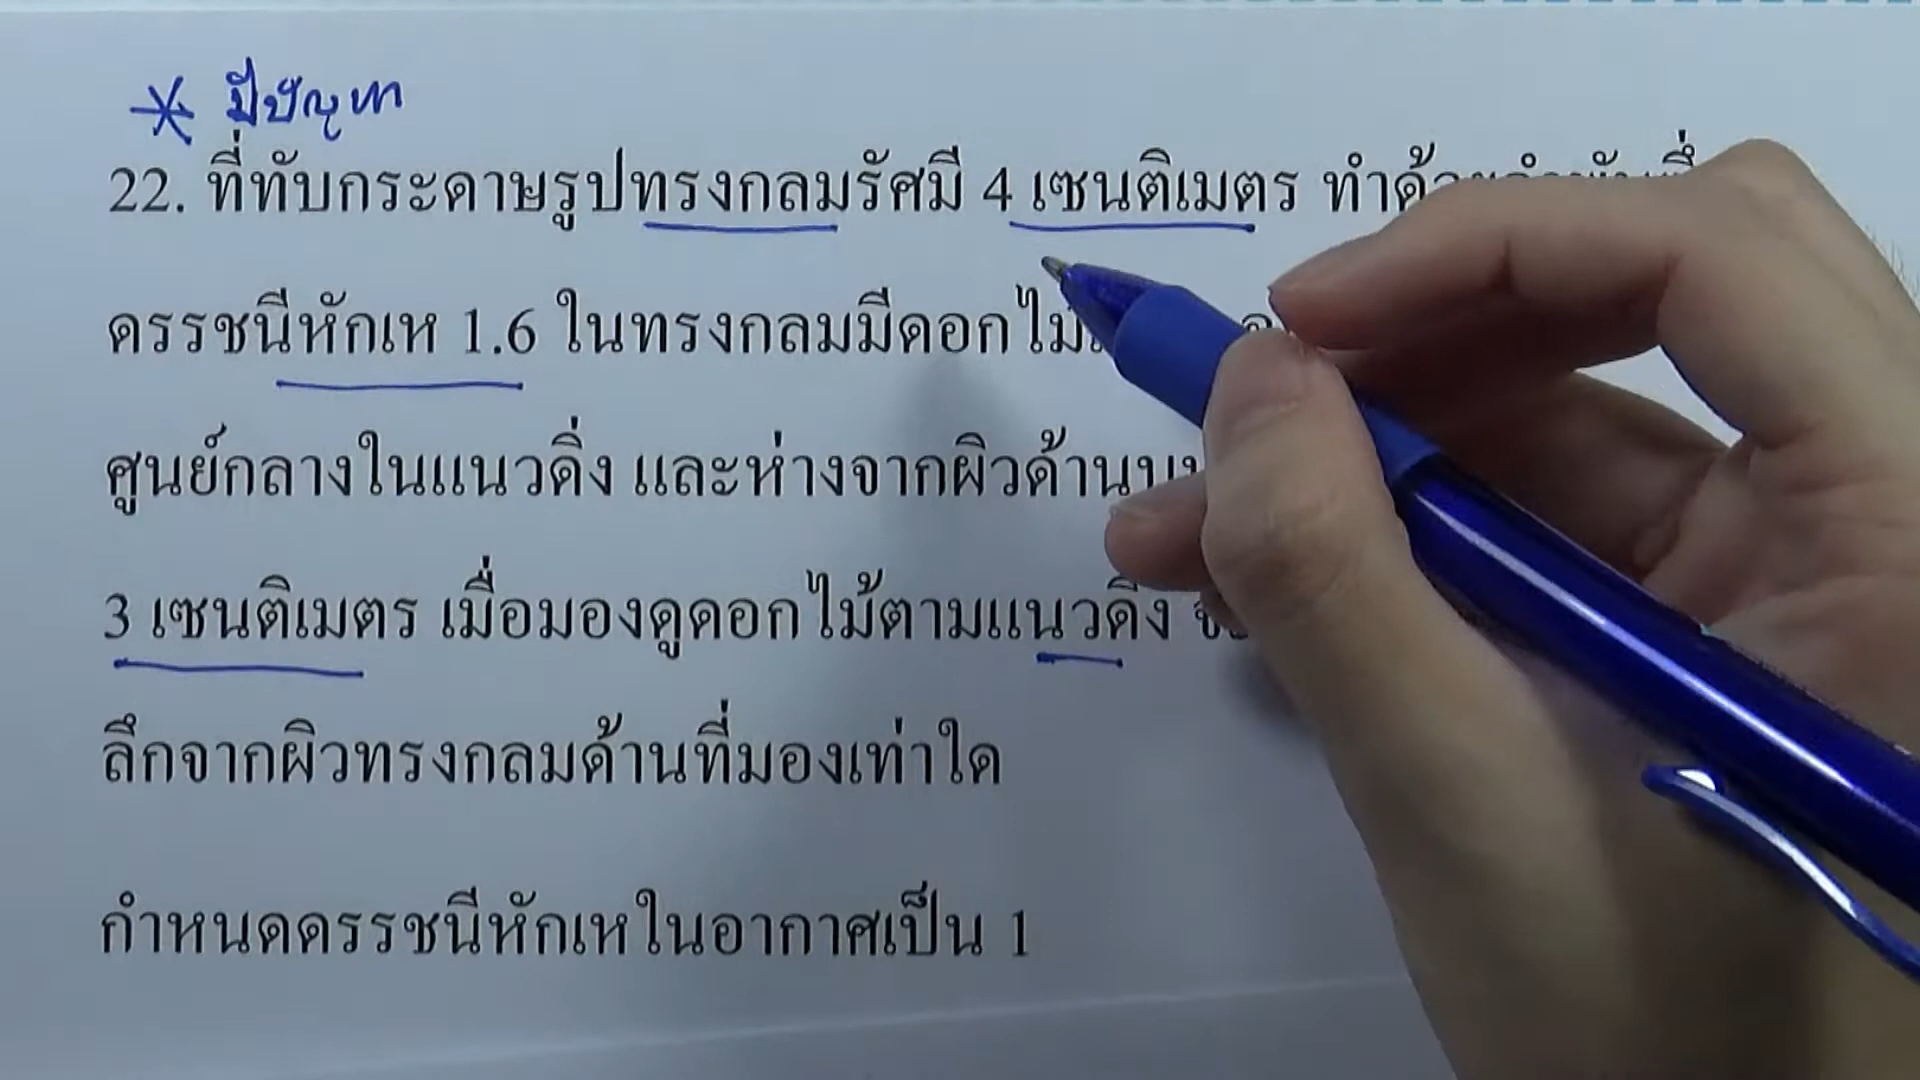 * มีปัญหา
22. ที่ทับกระดาษรูปทรงกลมรัศมี 4 เซนติเมตร
ดรรชนีหักเห 1.6 ในทรงกลมมีดอกไม้
ศูนย์กลางในแนวดิ่ง และห่างจากผิวด้านบน
3 เซนติเมตร เมื่อมองดูดอกไม้ตามแนวดิ่ง
ลึกจากผิวทรงกลมด้านที่มองเท่าใด
กำหนดดรรชนีหักเหในอากาศเป็น 1